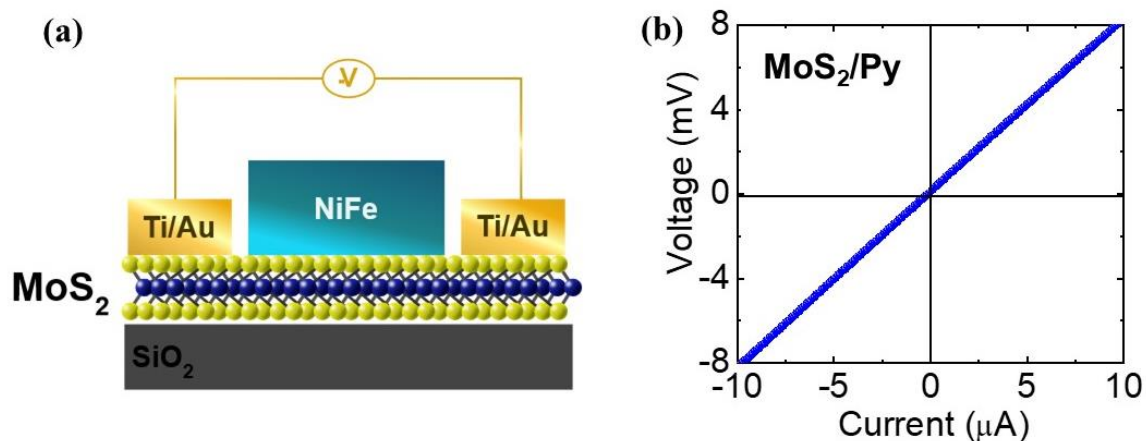 (a)
-V
Ti/Au
NiFe
Ti/Au
MoS2
SiO2
(b)
MoS2/Py
Voltage (mV)
8
4
0
-4
-8
-10
-5
0
5
10
Current (μA)